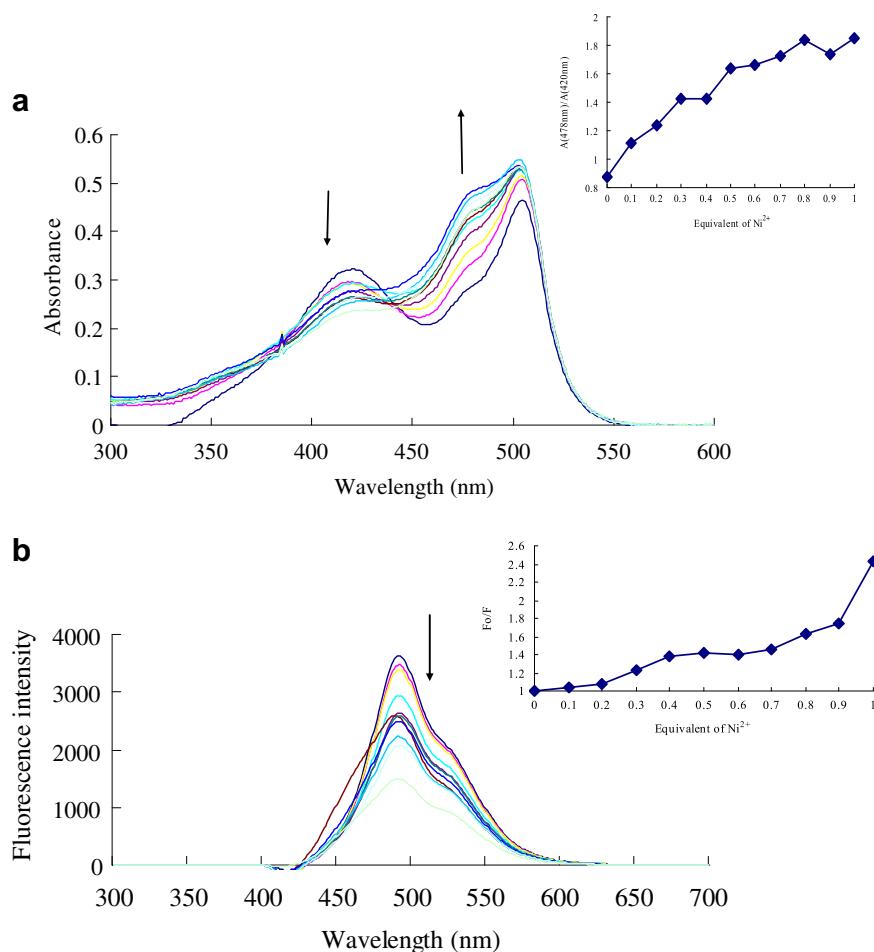 a
Absorbance
0.6
0.5
0.4
0.3
0.2
0.1
0
300 350 400 450 500 550 600
Wavelength (nm)
A(478nm)/A(420nm)
2
1.8
1.6
1.4
1.2
1
0.8
0 0.1 0.2 0.3 0.4 0.5 0.6 0.7 0.8 0.9 1
Equivalent of Ni²⁺
b
Fluorescence intensity
4000
3000
2000
1000
0
300 350 400 450 500 550 600 650 700
Wavelength (nm)
Fo/F
2.6
2.4
2.2
2
1.8
1.6
1.4
1.2
1
0 0.1 0.2 0.3 0.4 0.5 0.6 0.7 0.8 0.9 1
Equivalent of Ni²⁺